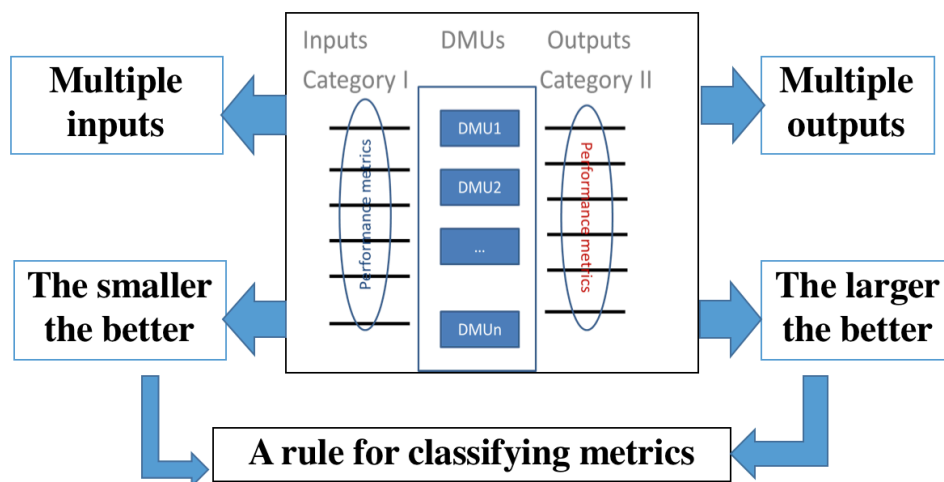 Inputs DMUs Outputs
Category I Category II
Multiple
inputs
DMU1
DMU2
...
DMUn
Performance metrics
Performance metrics
Multiple
outputs
The smaller
the better
The larger
the better
A rule for classifying metrics